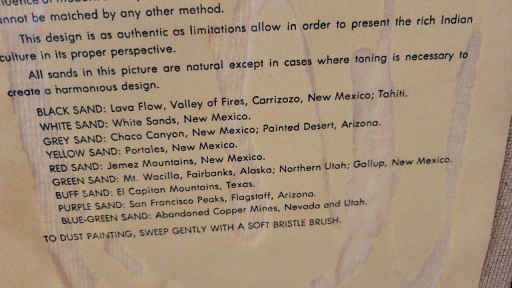 nnot be matched by any other method.
This design is as authentic as limitations allow in order to present the rich Indian
culture in its proper perspective.
All sands in this picture are natural except in cases where toning is necessary to
create a harmonious design.
BLACK SAND: Lava Flow, Valley of Fires, Carrizozo, New Mexico; Tahiti.
WHITE SAND: White Sands, New Mexico.
GREY SAND: Chaco Canyon, New Mexico; Painted Desert, Arizona.
YELLOW SAND: Portales, New Mexico.
RED SAND: Jemez Mountains, New Mexico.
GREEN SAND: Mt. Wacilla, Fairbanks, Alaska; Northern Utah; Gallup, New Mexico.
BUFF SAND: El Capitan Mountains, Texas.
PURPLE SAND: San Francisco Peaks, Flagstaff, Arizona.
BLUE-GREEN SAND: Abandoned Copper Mines, Nevada and Utah.
TO DUST PAINTING, SWEEP GENTLY WITH A SOFT BRISTLE BRUSH.